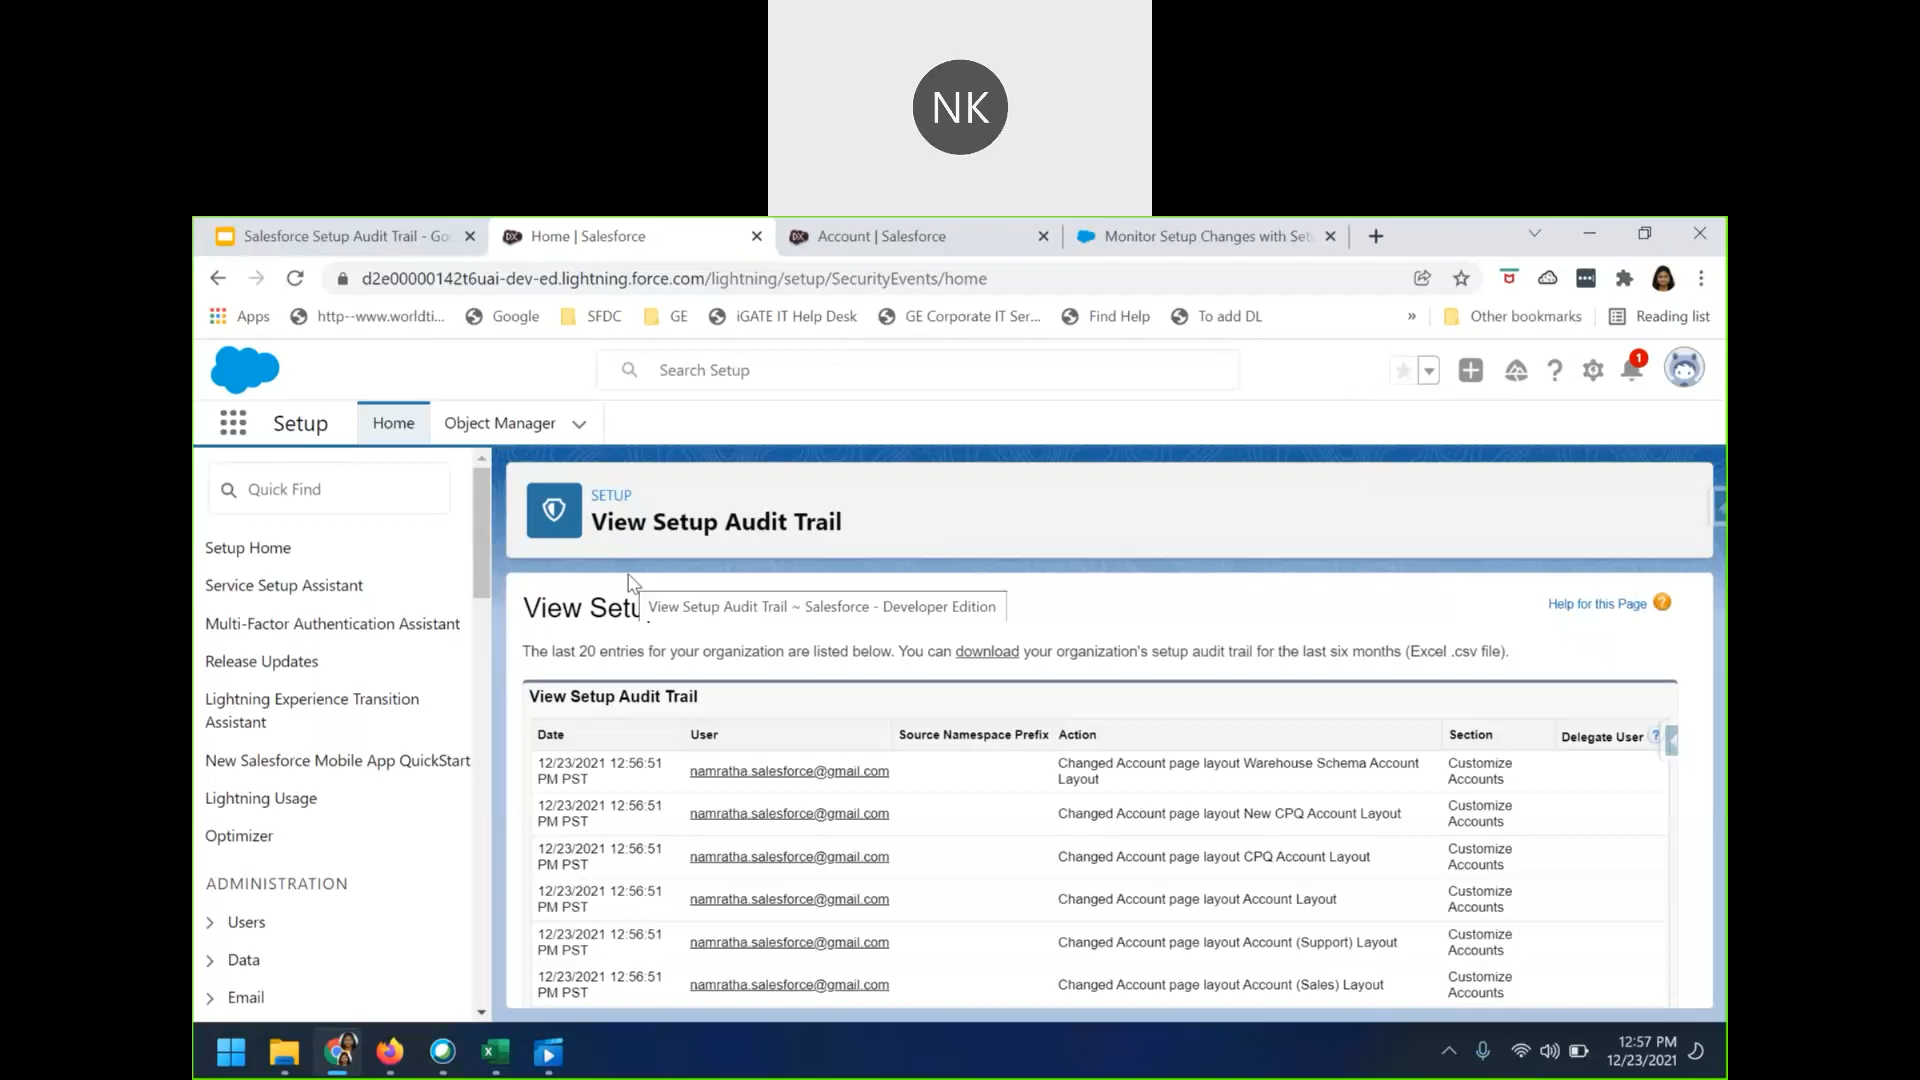 NK
Salesforce Setup Audit Trail - Go
Home | Salesforce
Account | Salesforce
Monitor Setup Changes with Set
d2e00000142t6uai-dev-ed.lightning.force.com/lightning/setup/SecurityEvents/home
Apps
http--www.worldti...
Google
SFDC
GE
iGATE IT Help Desk
GE Corporate IT Ser...
Find Help
To add DL
»
Other bookmarks
Reading list
Search Setup
1
Setup
Home
Object Manager
Quick Find
Setup Home
Service Setup Assistant
Multi-Factor Authentication Assistant
Release Updates
Lightning Experience Transition
Assistant
New Salesforce Mobile App QuickStart
Lightning Usage
Optimizer
ADMINISTRATION
Users
Data
Email
SETUP
View Setup Audit Trail
View Setu
View Setup Audit Trail ~ Salesforce - Developer Edition
Help for this Page ?
The last 20 entries for your organization are listed below. You can download your organization's setup audit trail for the last six months (Excel .csv file).
View Setup Audit Trail
Date User Source Namespace Prefix Action Section Delegate User ?
12/23/2021 12:56:51
PM PST
namratha.salesforce@gmail.com
Changed Account page layout Warehouse Schema Account
Layout
Customize
Accounts
12/23/2021 12:56:51
PM PST
namratha.salesforce@gmail.com
Changed Account page layout New CPQ Account Layout
Customize
Accounts
12/23/2021 12:56:51
PM PST
namratha.salesforce@gmail.com
Changed Account page layout CPQ Account Layout
Customize
Accounts
12/23/2021 12:56:51
PM PST
namratha.salesforce@gmail.com
Changed Account page layout Account Layout
Customize
Accounts
12/23/2021 12:56:51
PM PST
namratha.salesforce@gmail.com
Changed Account page layout Account (Support) Layout
Customize
Accounts
12/23/2021 12:56:51
PM PST
namratha.salesforce@gmail.com
Changed Account page layout Account (Sales) Layout
Customize
Accounts
12:57 PM
12/23/2021